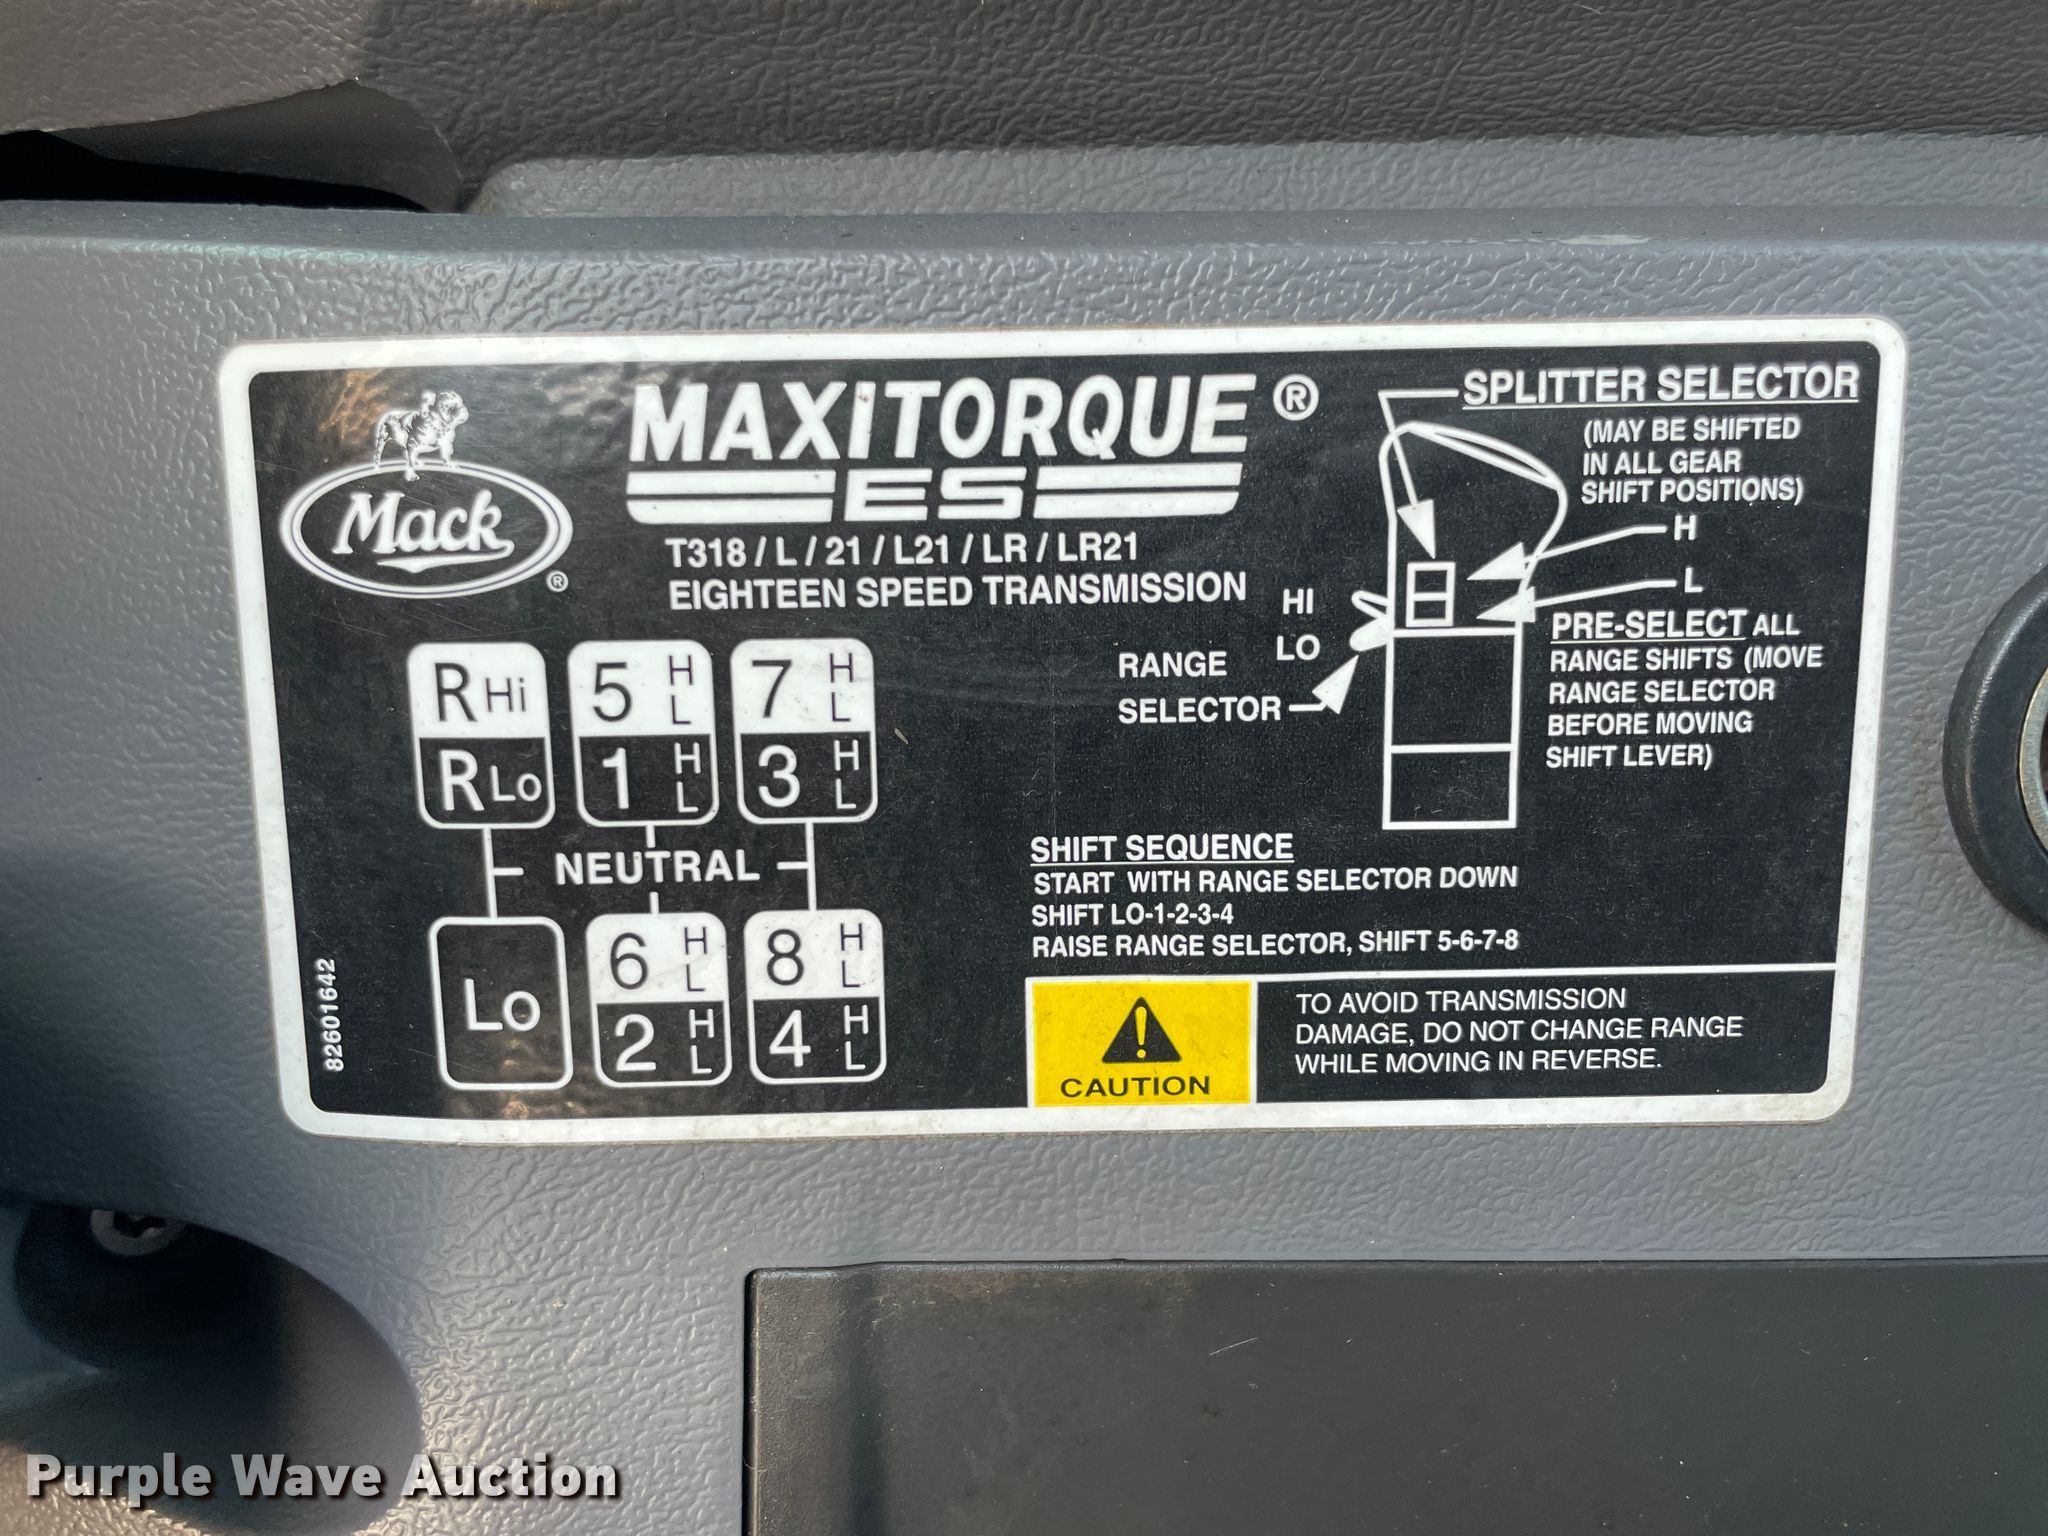 Mack®
MAXITORQUE®
ES
T318 / L / 21 / L21 / LR / LR21
EIGHTEEN SPEED TRANSMISSION
SPLITTER SELECTOR
(MAY BE SHIFTED
IN ALL GEAR
SHIFT POSITIONS)
H
L
HI
LO
RANGE
SELECTOR
PRE-SELECT ALL
RANGE SHIFTS (MOVE
RANGE SELECTOR
BEFORE MOVING
SHIFT LEVER)
R Hi 5 H L 7 H L
R Lo 1 H L 3 H L
NEUTRAL
Lo 6 H L 8 H L
2 H L 4 H L
82601642
SHIFT SEQUENCE
START WITH RANGE SELECTOR DOWN
SHIFT LO-1-2-3-4
RAISE RANGE SELECTOR, SHIFT 5-6-7-8
CAUTION
TO AVOID TRANSMISSION
DAMAGE, DO NOT CHANGE RANGE
WHILE MOVING IN REVERSE.
Purple Wave Auction